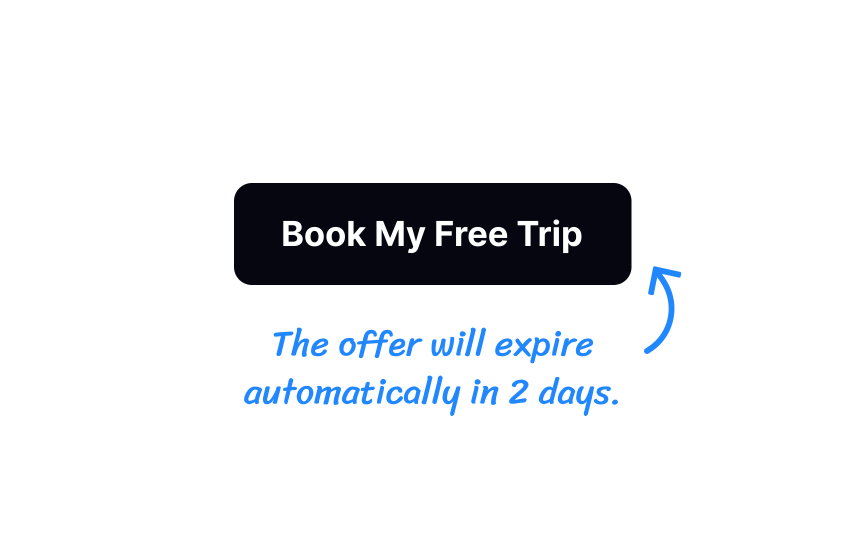 Book My Free Trip
The offer will expire
automatically in 2 days.